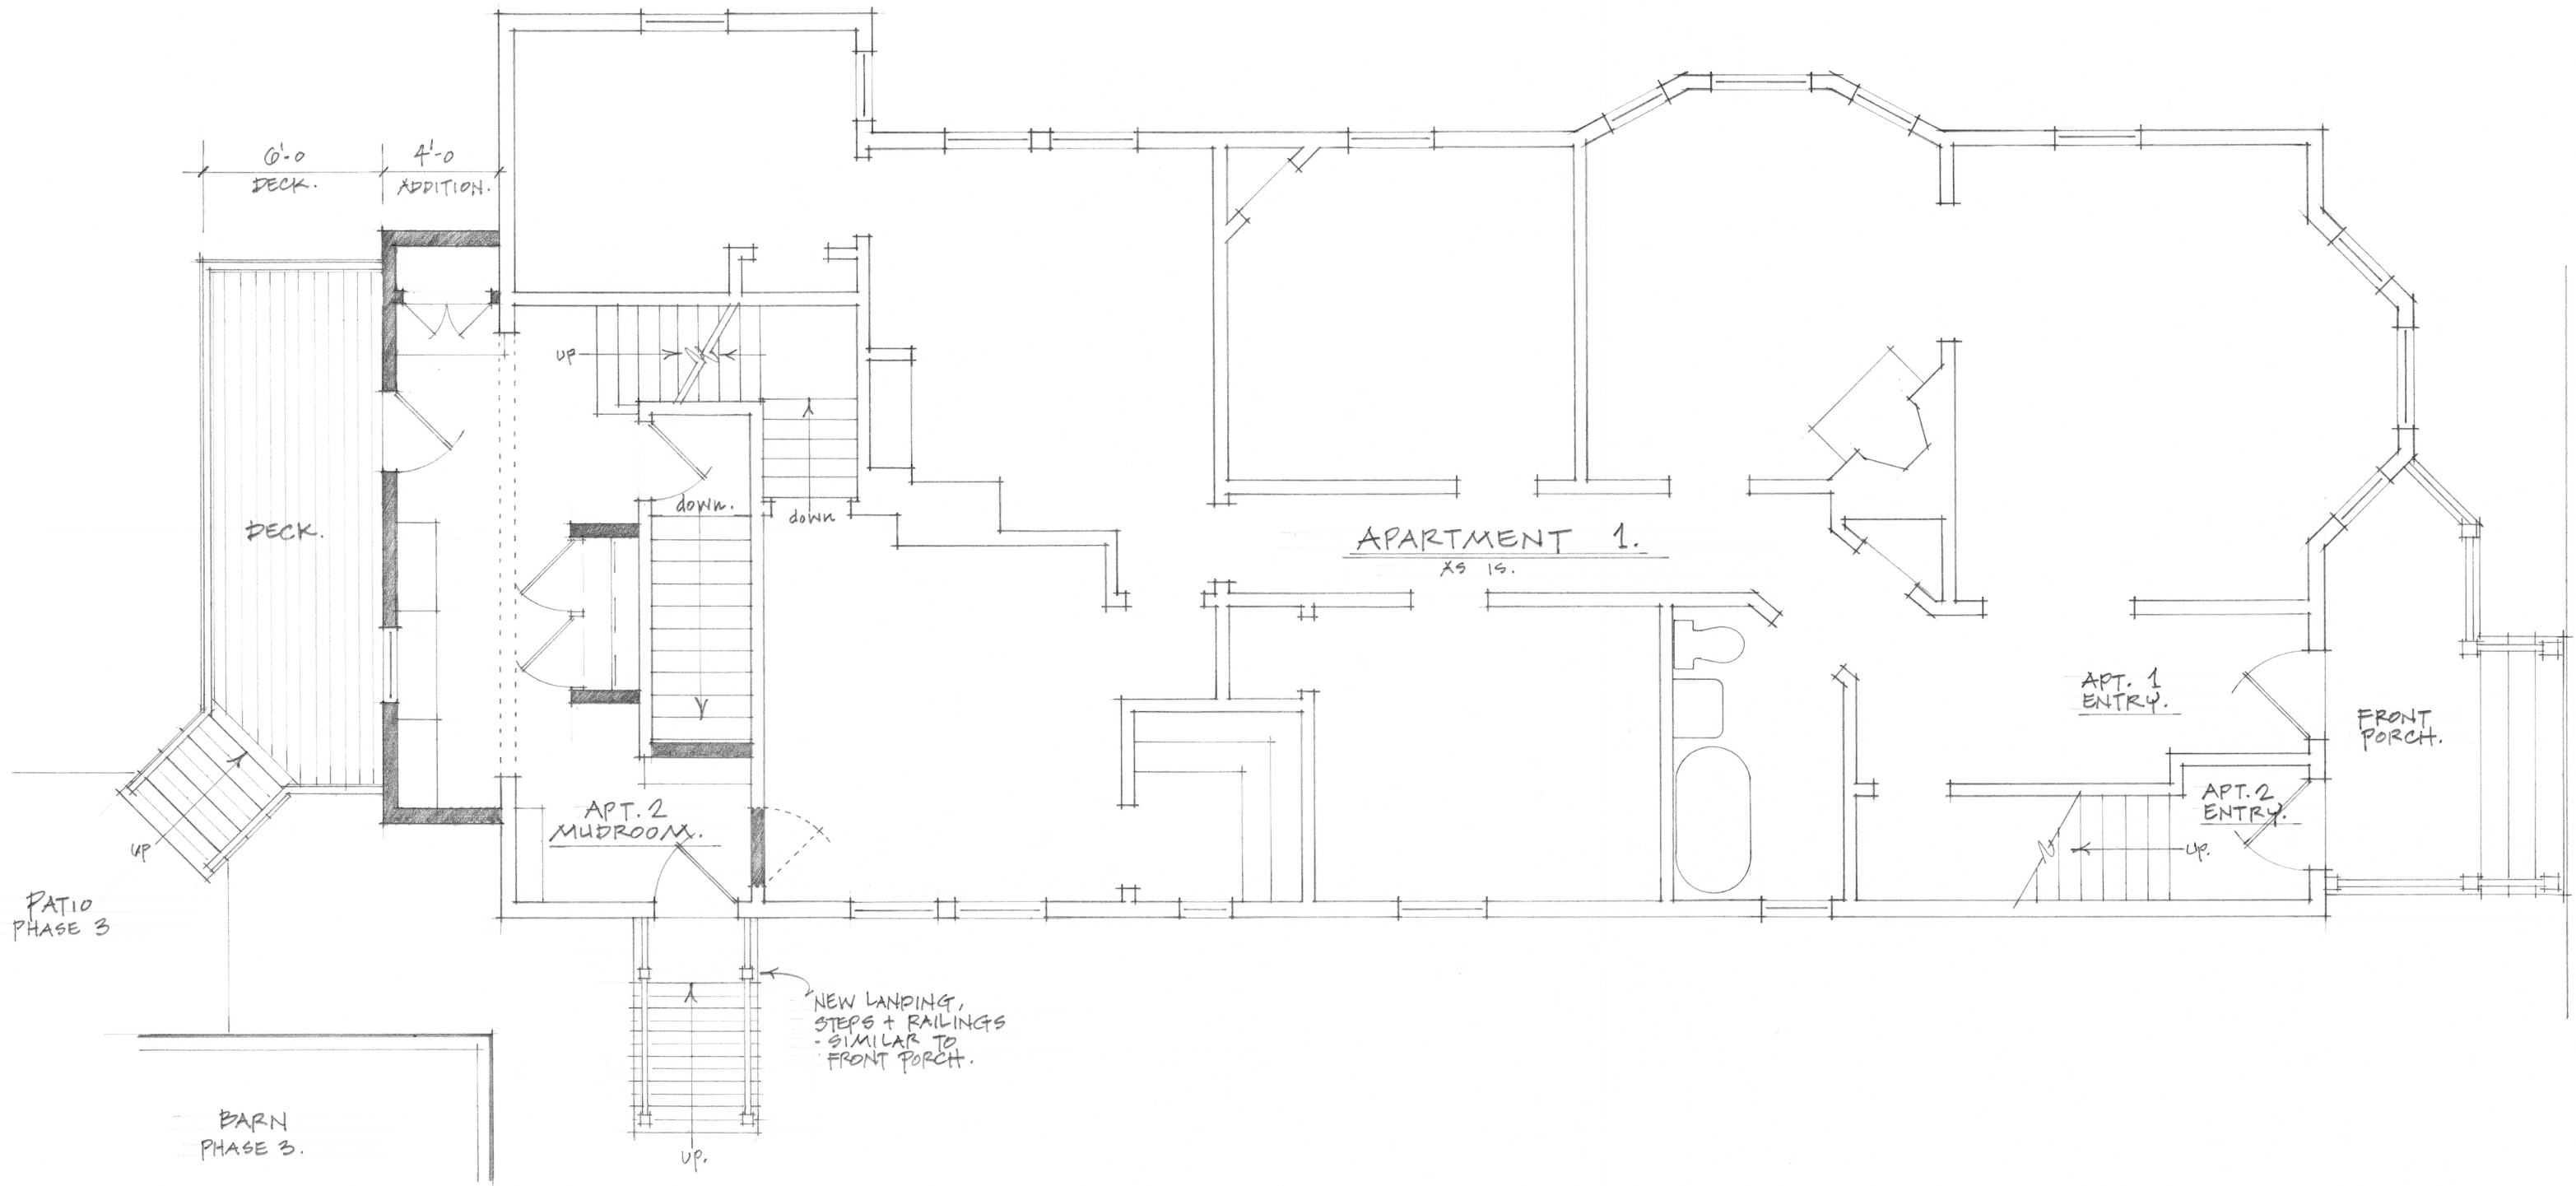 6'-0
DECK.
4'-0
ADDITION.
UP
DECK.
down.
down
APARTMENT 1.
AS IS.
APT. 1
ENTRY.
FRONT
PORCH.
APT. 2
ENTRY.
UP.
APT. 2
MUDROOM.
UP
PATIO
PHASE 3
NEW LANDING,
STEPS + RAILINGS
- SIMILAR TO
FRONT PORCH.
BARN
PHASE 3.
UP.